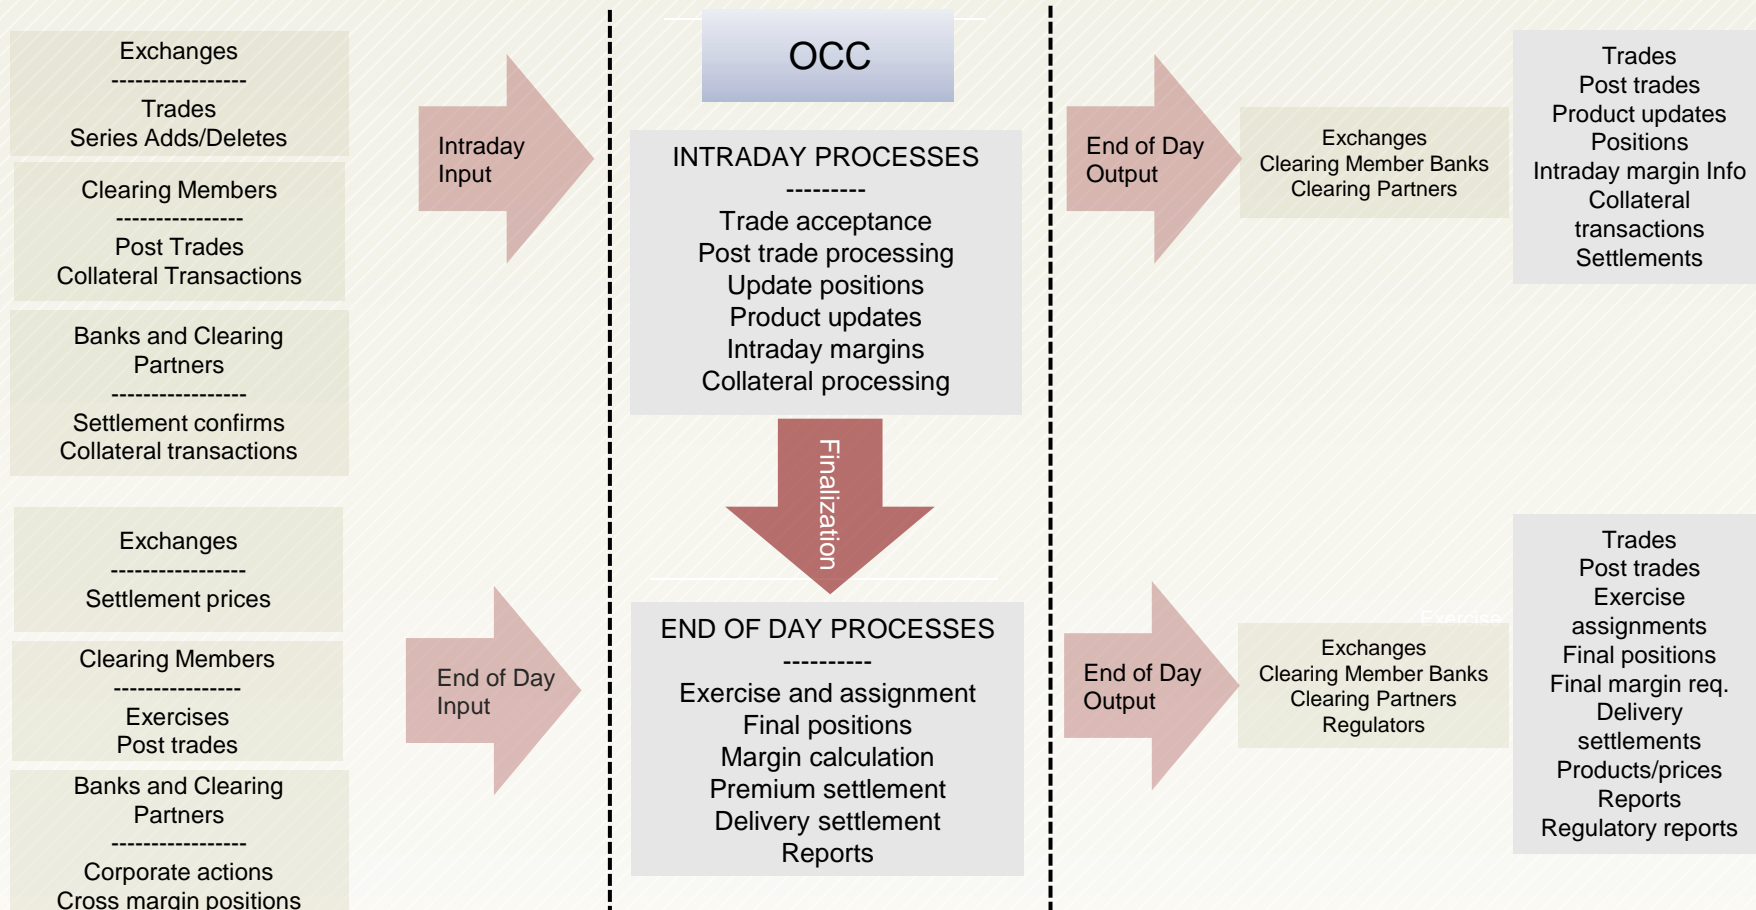 Exchanges
-----------------
Trades
Series Adds/Deletes
Clearing Members
----------------
Post Trades
Collateral Transactions
Banks and Clearing
Partners
-----------------
Settlement confirms
Collateral transactions
Exchanges
-----------------
Settlement prices
Clearing Members
----------------
Exercises
Post trades
Banks and Clearing
Partners
-----------------
Corporate actions
Cross margin positions
Intraday
Input
End of Day
Input
OCC
INTRADAY PROCESSES
---------
Trade acceptance
Post trade processing
Update positions
Product updates
Intraday margins
Collateral processing
Finalization
END OF DAY PROCESSES
----------
Exercise and assignment
Final positions
Margin calculation
Premium settlement
Delivery settlement
Reports
End of Day
Output
Exchanges
Clearing Member Banks
Clearing Partners
Trades
Post trades
Product updates
Positions
Intraday margin Info
Collateral
transactions
Settlements
End of Day
Output
Exercise
Exchanges
Clearing Member Banks
Clearing Partners
Regulators
Trades
Post trades
Exercise
assignments
Final positions
Final margin req.
Delivery
settlements
Products/prices
Reports
Regulatory reports